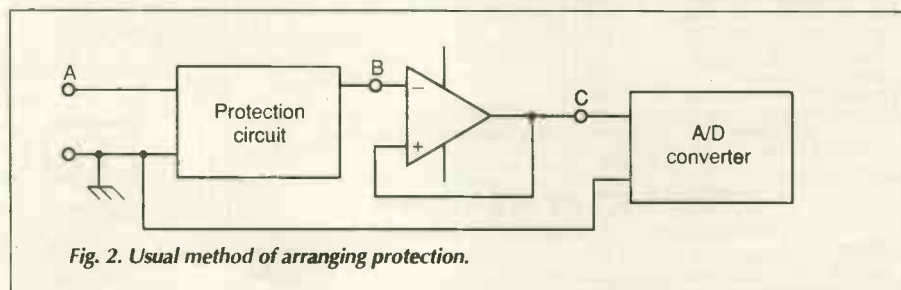 A
Protection
circuit
B
−
+
C
A/D
converter
Fig. 2. Usual method of arranging protection.